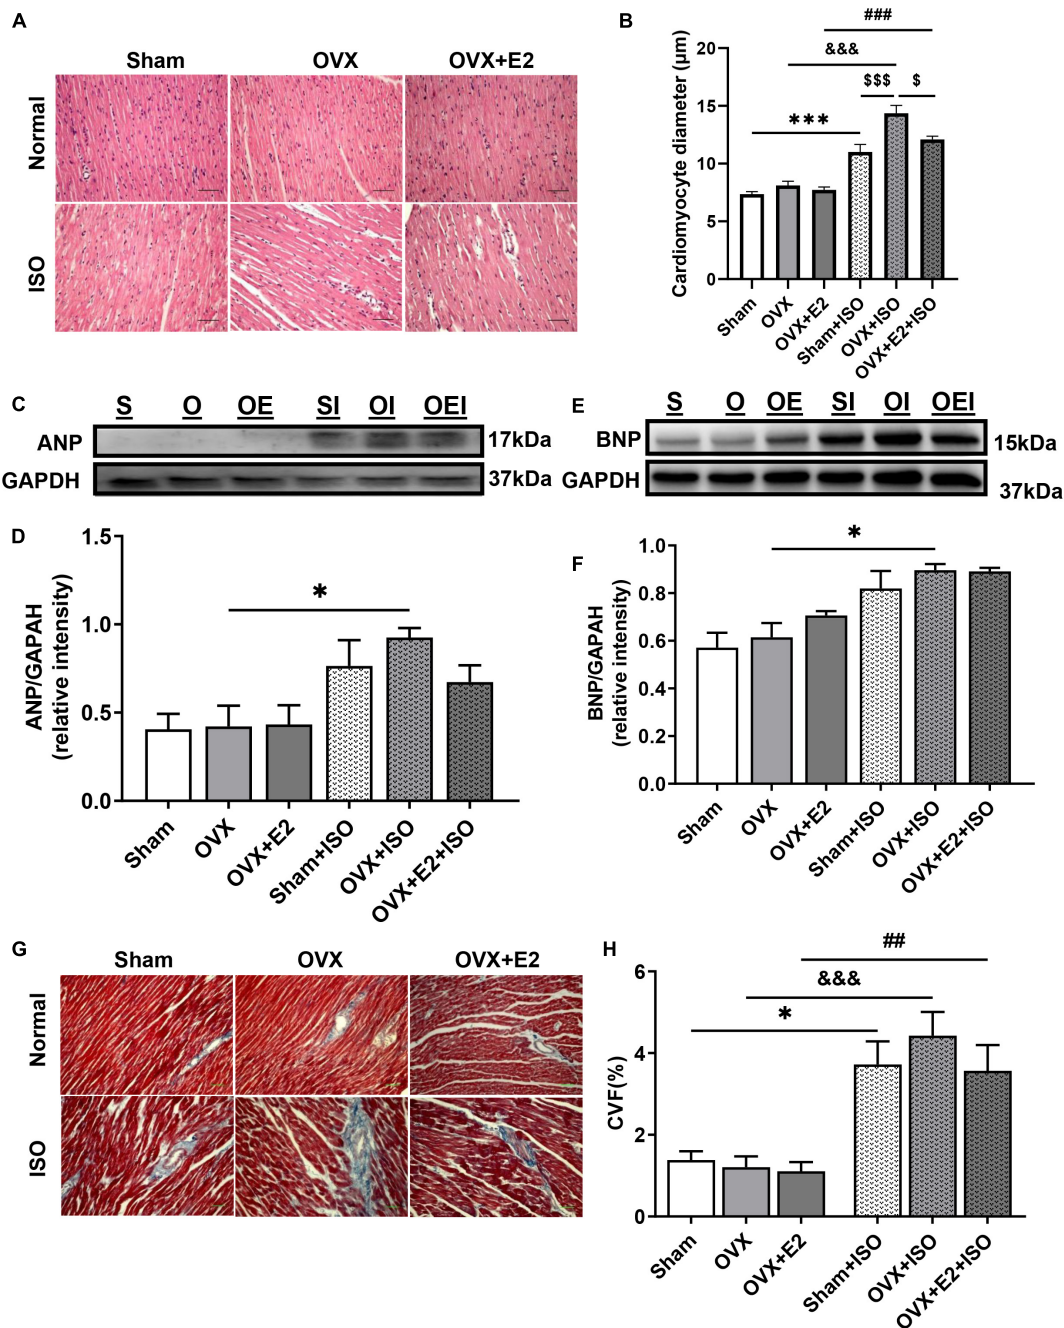 A
Sham OVX OVX+E2
Normal
ISO
B
Cardiomyocyte diameter (μm)
20
15
10
5
0
###
&&&
$$$ $
***
Sham
OVX
OVX+E2
Sham+ISO
OVX+ISO
OVX+E2+ISO
C
S O OE SI OI OEI
ANP 17kDa
GAPDH 37kDa
E
S O OE SI OI OEI
BNP 15kDa
GAPDH 37kDa
D
ANP/GAPAH
(relative intensity)
1.5
1.0
0.5
0.0
*
Sham
OVX
OVX+E2
Sham+ISO
OVX+ISO
OVX+E2+ISO
F
BNP/GAPAH
(relative intensity)
1.0
0.8
0.6
0.4
0.2
0.0
*
Sham
OVX
OVX+E2
Sham+ISO
OVX+ISO
OVX+E2+ISO
G
Sham OVX OVX+E2
Normal
ISO
H
CVF(%)
6
4
2
0
##
&&&
*
Sham
OVX
OVX+E2
Sham+ISO
OVX+ISO
OVX+E2+ISO